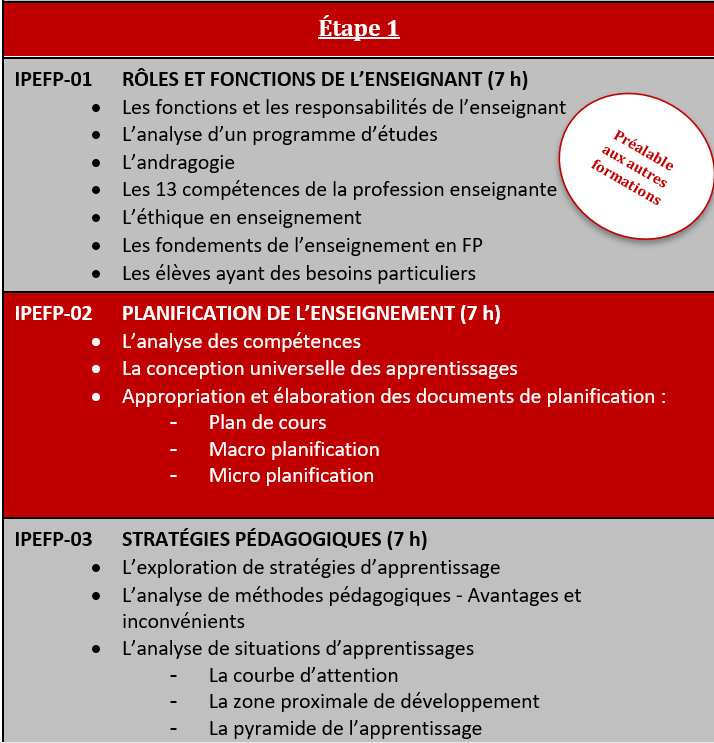 Étape 1
IPEFP-01 RÔLES ET FONCTIONS DE L'ENSEIGNANT (7 h)
• Les fonctions et les responsabilités de l'enseignant
• L'analyse d'un programme d'études
• L'andragogie
• Les 13 compétences de la profession enseignante
• L'éthique en enseignement
• Les fondements de l'enseignement en FP
• Les élèves ayant des besoins particuliers
Préalable
aux autres
formations
IPEFP-02 PLANIFICATION DE L'ENSEIGNEMENT (7 h)
• L'analyse des compétences
• La conception universelle des apprentissages
• Appropriation et élaboration des documents de planification :
- Plan de cours
- Macro planification
- Micro planification
IPEFP-03 STRATÉGIES PÉDAGOGIQUES (7 h)
• L'exploration de stratégies d'apprentissage
• L'analyse de méthodes pédagogiques - Avantages et
inconvénients
• L'analyse de situations d'apprentissages
- La courbe d'attention
- La zone proximale de développement
- La pyramide de l'apprentissage